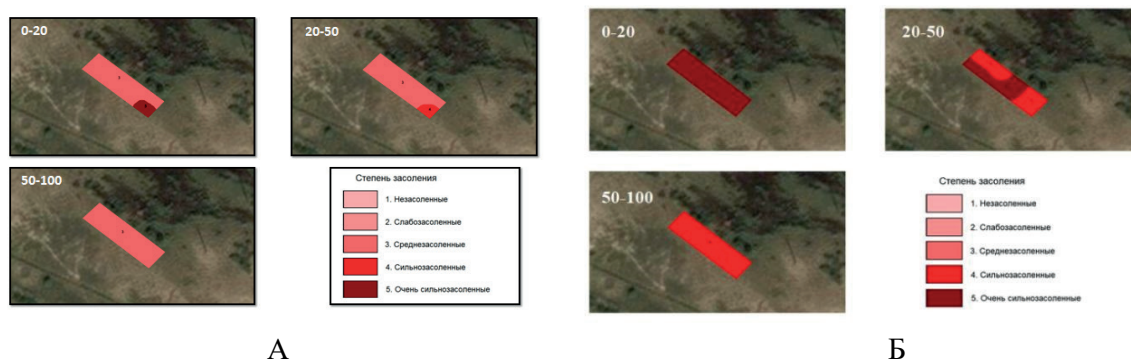 0-20
20-50
50-100
Степень засоления
1. Незасоленные
2. Слабозасоленные
3. Среднезасоленные
4. Сильнозасоленные
5. Очень сильнозасоленные
А
0-20
20-50
50-100
Степень засоления
1. Незасоленные
2. Слабозасоленные
3. Среднезасоленные
4. Сильнозасоленные
5. Очень сильнозасоленные
Б